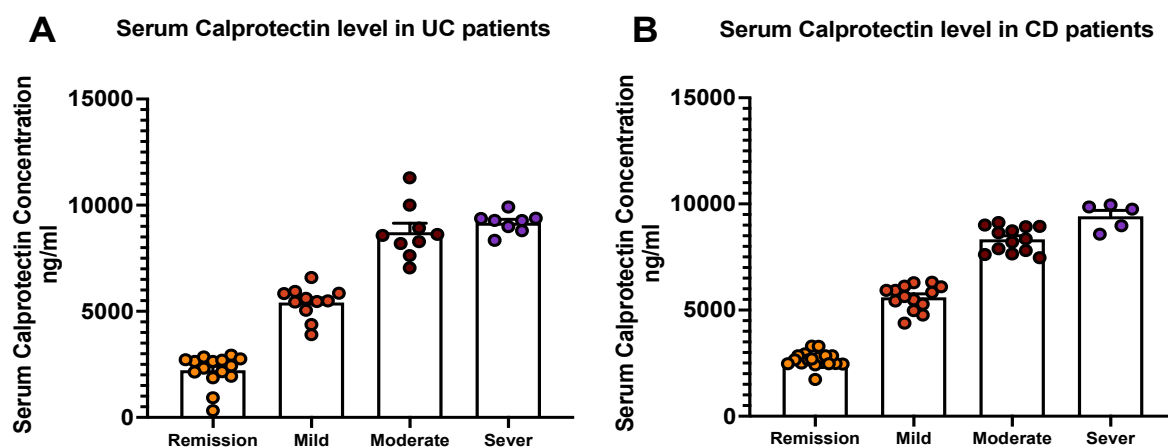 A
Serum Calprotectin level in UC patients
Serum Calprotectin Concentration
ng/ml
15000
10000
5000
0
Remission
Mild
Moderate
Sever
B
Serum Calprotectin level in CD patients
Serum Calprotectin Concentration
ng/ml
15000
10000
5000
0
Remission
Mild
Moderate
Sever